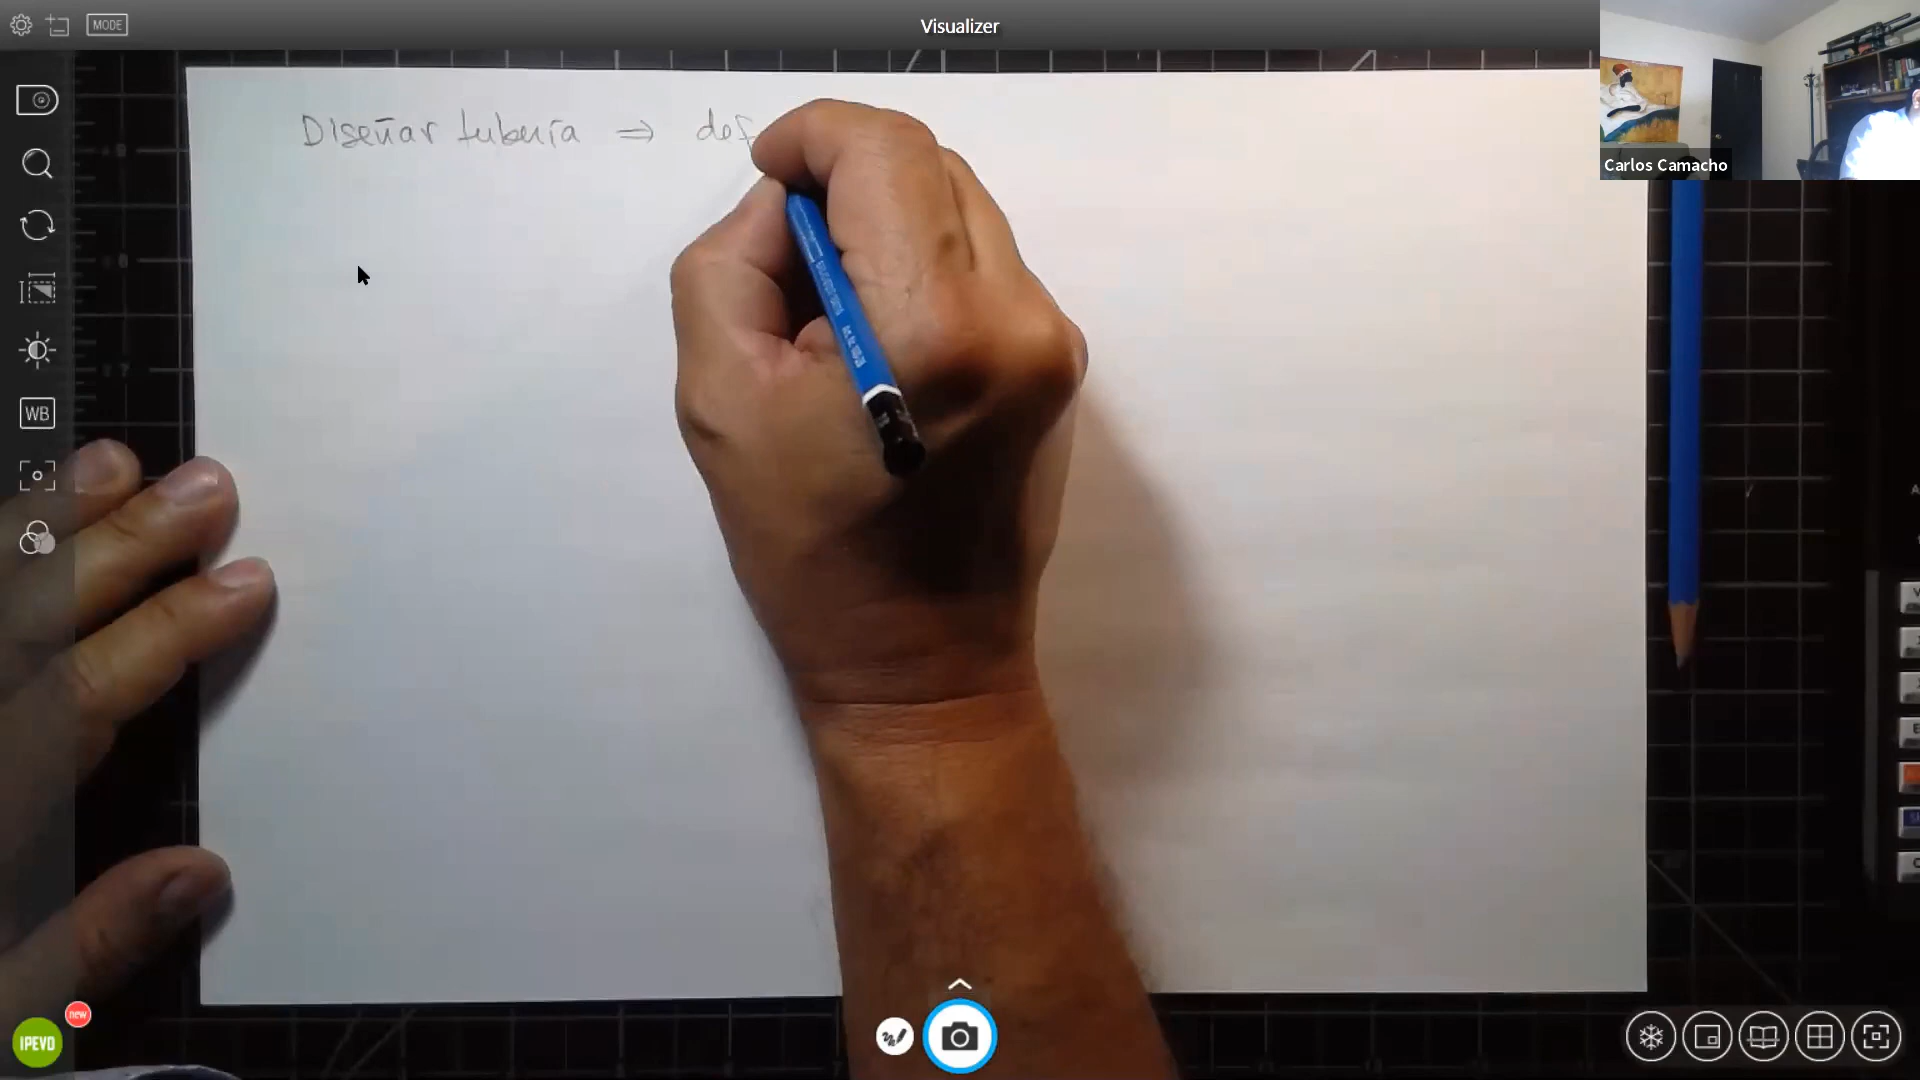 MODE
Visualizer
Carlos Camacho
Diseñar tubería ⇒ def
WB
new
IPEVO